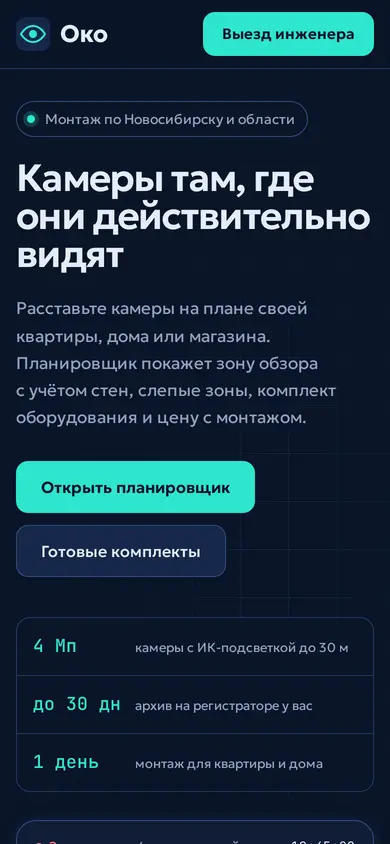 Око
Выезд инженера
Монтаж по Новосибирску и области
Камеры там, где
они действительно
видят
Расставьте камеры на плане своей
квартиры, дома или магазина.
Планировщик покажет зону обзора
с учётом стен, слепые зоны, комплект
оборудования и цену с монтажом.
Открыть планировщик
Готовые комплекты
4 Мп
камеры с ИК-подсветкой до 30 м
до 30 дн
архив на регистраторе у вас
1 день
монтаж для квартиры и дома